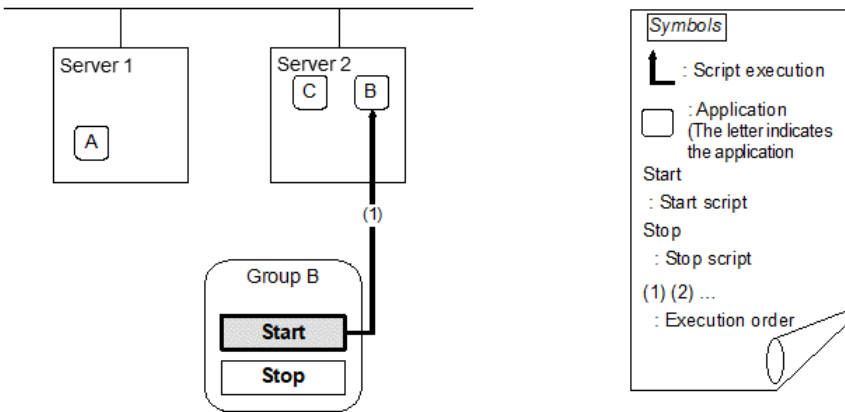 Server 1
A
Server 2
C
B
(1)
Group B
Start
Stop
Symbols
: Script execution
: Application
(The letter indicates
the application
Start
: Start script
Stop
: Stop script
(1) (2) ...
: Execution order